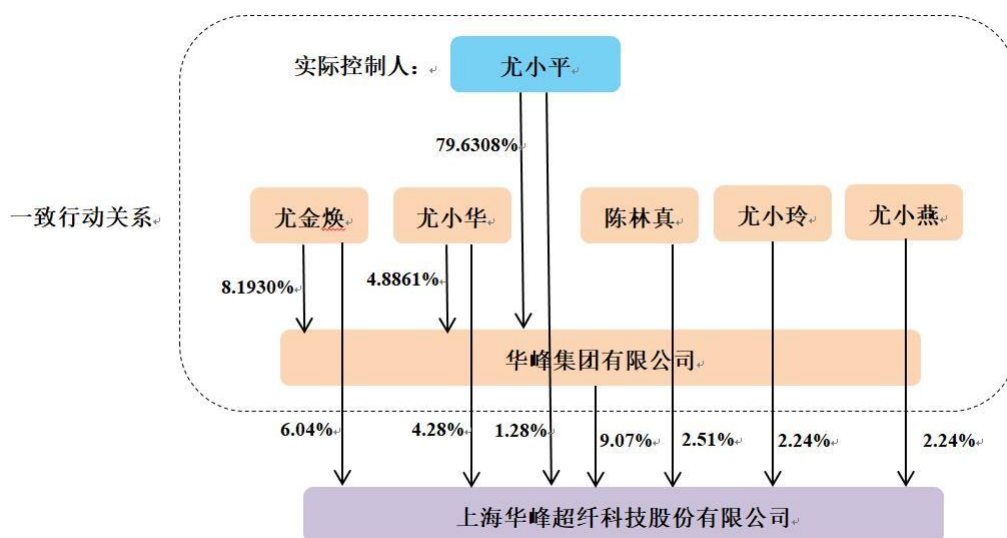 实际控制人：
尤小平
79.6308%
一致行动关系
尤金焕
尤小华
陈林真
尤小玲
尤小燕
8.1930%
4.8861%
华峰集团有限公司
6.04%
4.28%
1.28%
9.07%
2.51%
2.24%
2.24%
上海华峰超纤科技股份有限公司